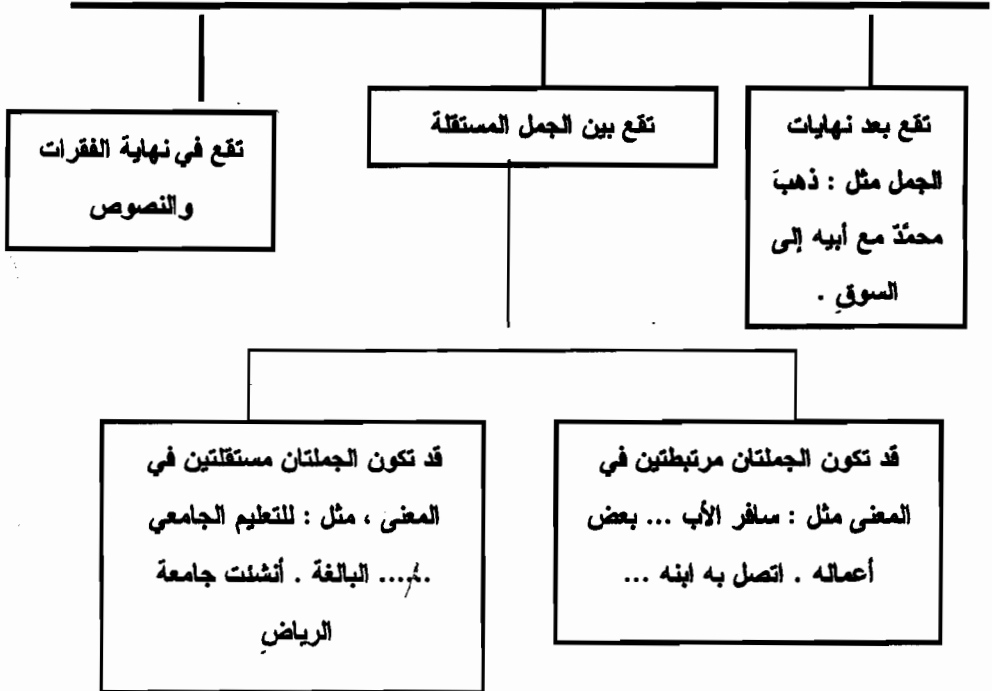 تقع بعد نهايات
الجمل مثل : ذهبَ
محمّدٌ مع أبيه إلى
السوقِ .
تقع بين الجمل المستقلة
تقع في نهاية الفقرات
والنصوص
قد تكون الجملتان مرتبطتين في
المعنى مثل : سافر الأب ... بعض
أعماله . اتصل به ابنه ...
قد تكون الجملتان مستقلتين في
المعنى ، مثل : للتعليم الجامعي
..... البالغة . أنشئت جامعة
الرياضِ